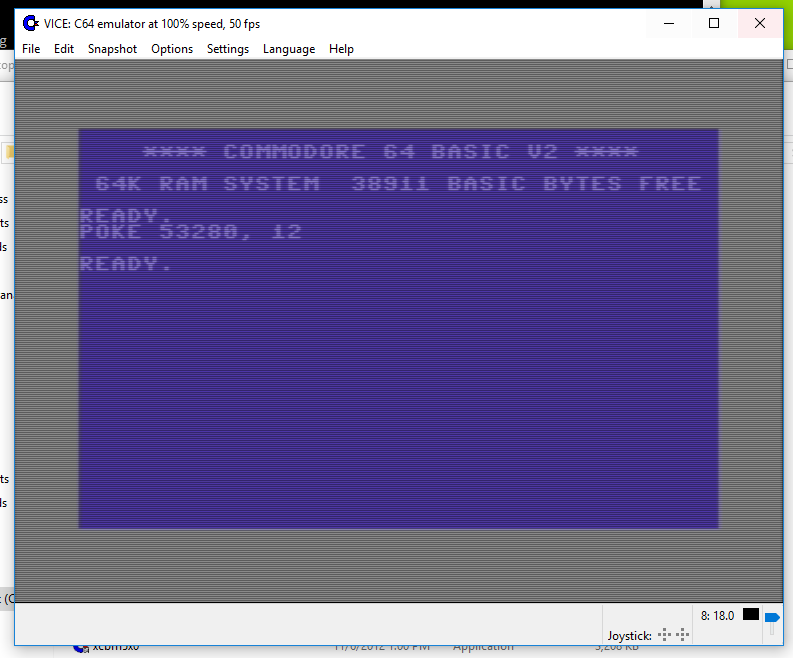 VICE: C64 emulator at 100% speed, 50 fps
File Edit Snapshot Options Settings Language Help
**** COMMODORE 64 BASIC V2 ****
64K RAM SYSTEM 38911 BASIC BYTES FREE
READY.
POKE 53280, 12
READY.
8: 18.0
Joystick: